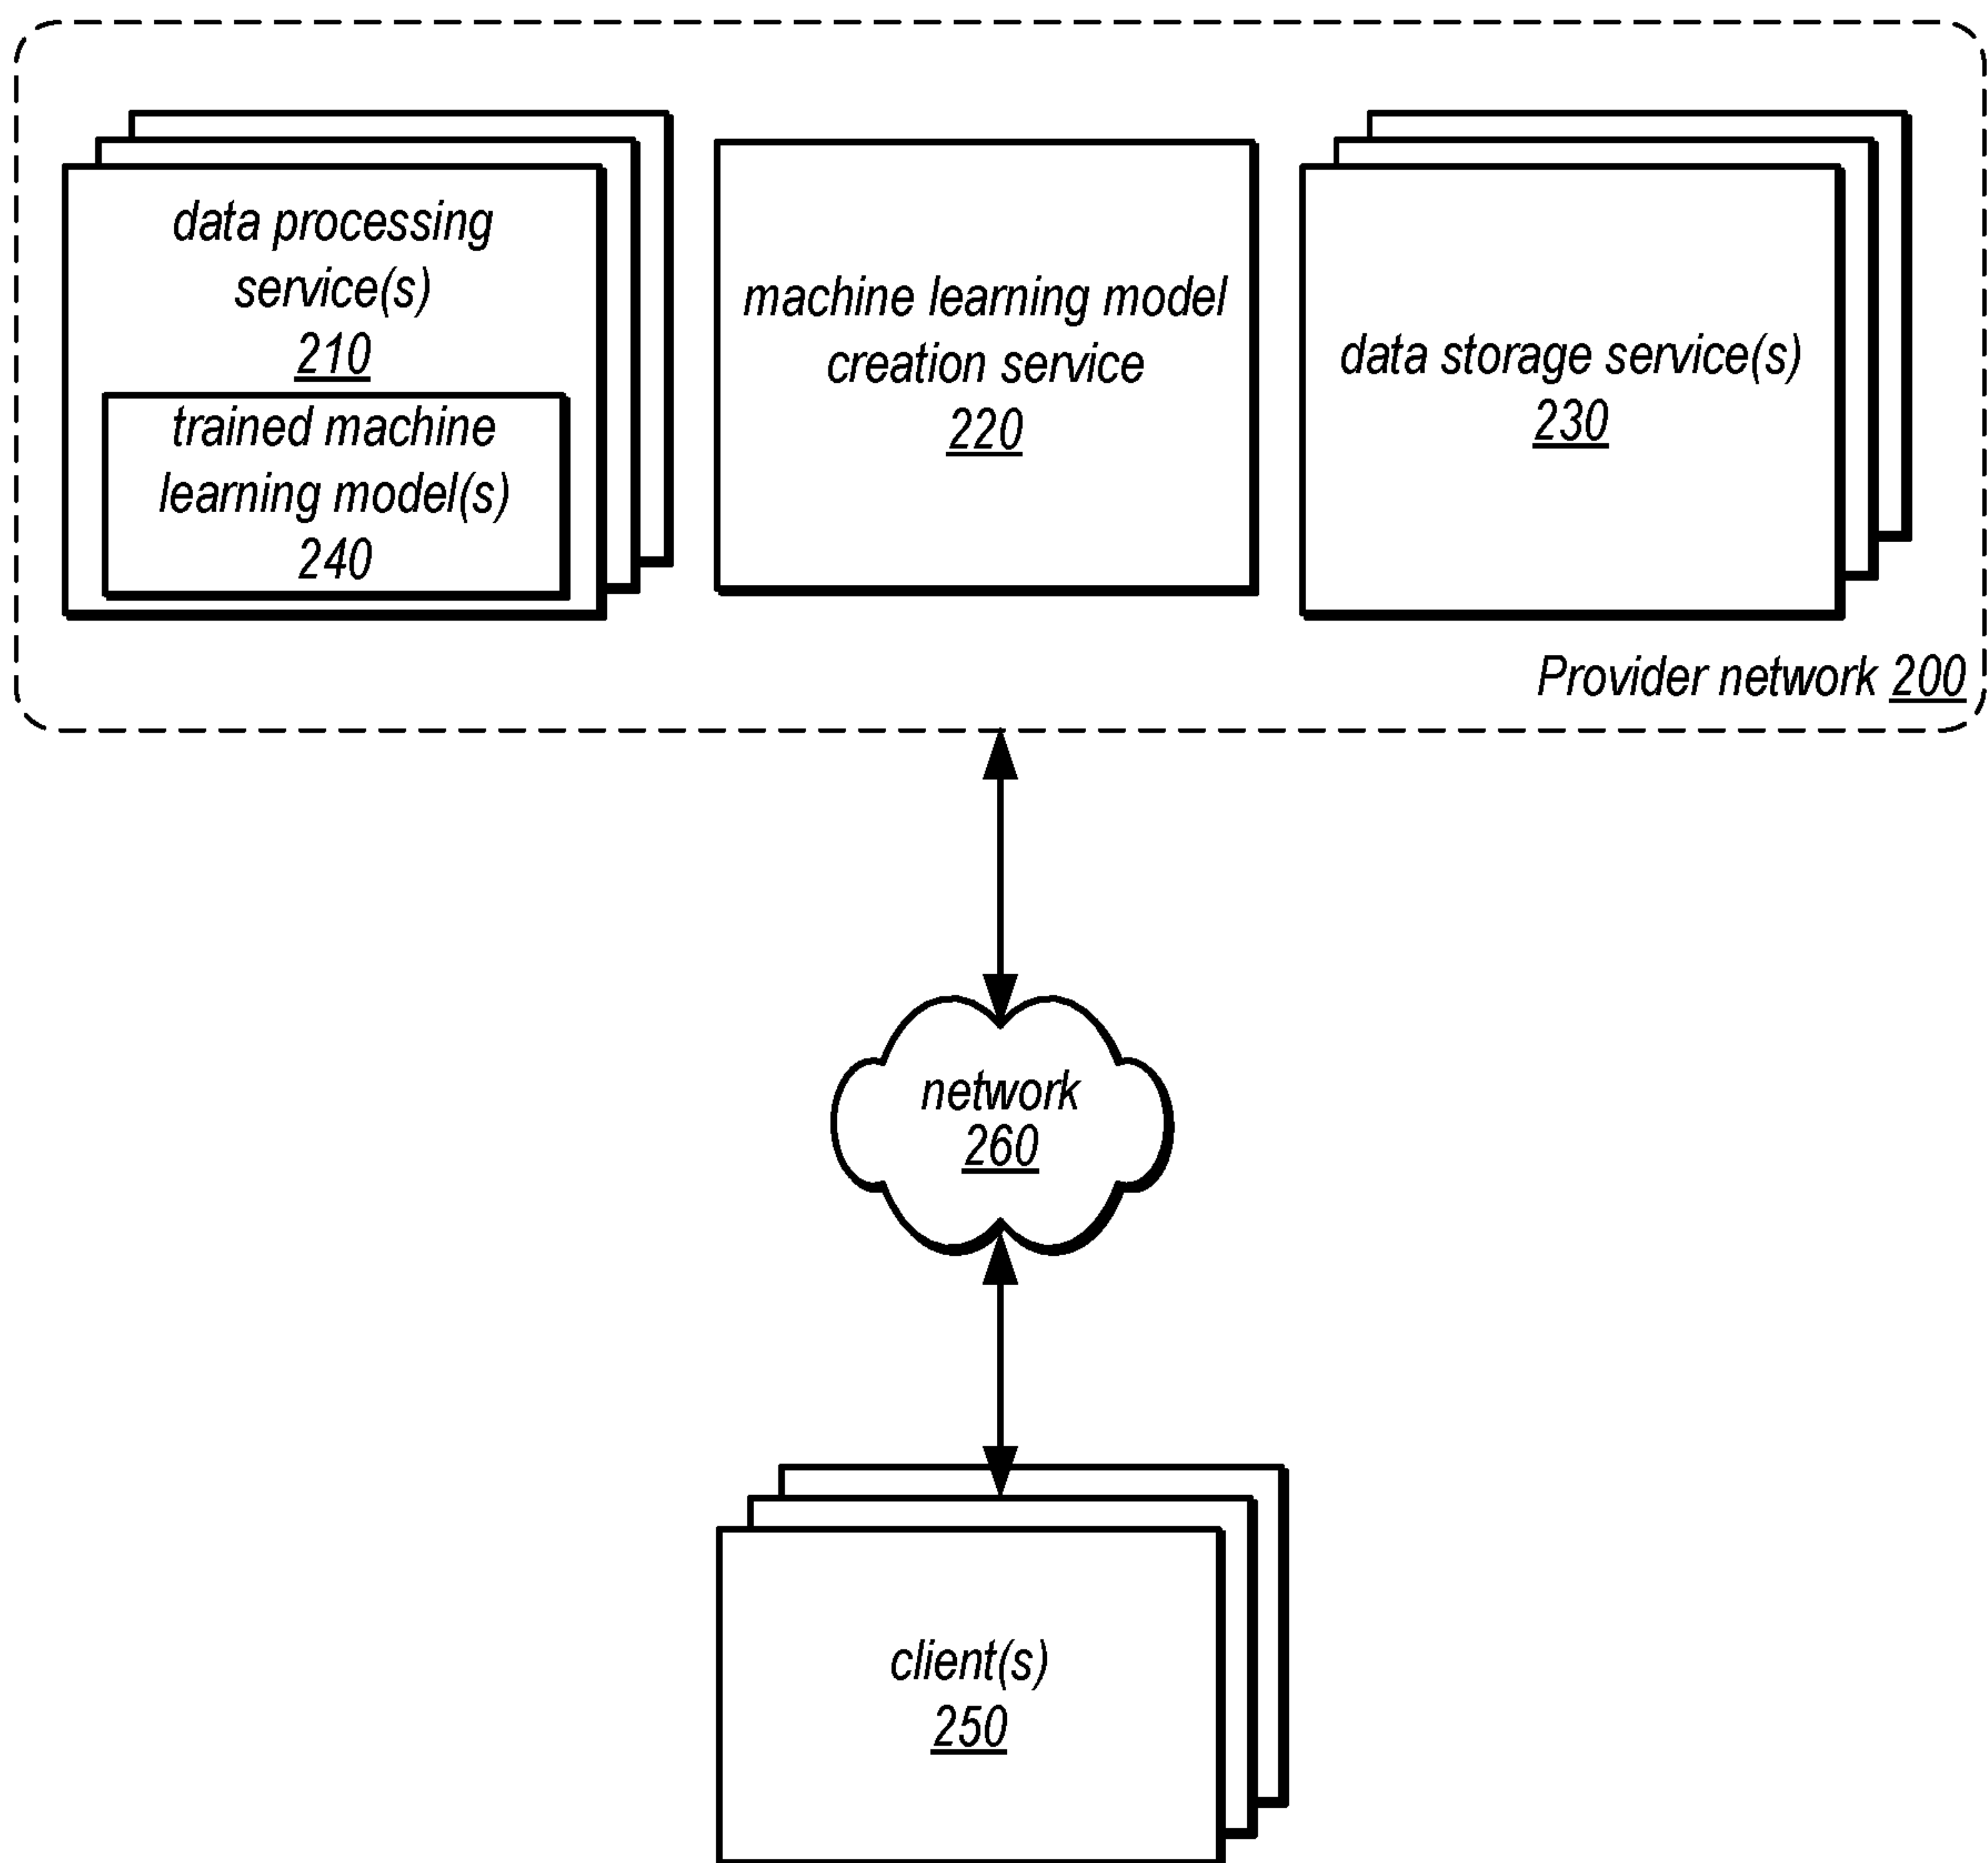 data processing
service(s)
210
trained machine
learning model(s)
240
machine learning model
creation service
220
data storage service(s)
230
Provider network 200
network
260
client(s)
250